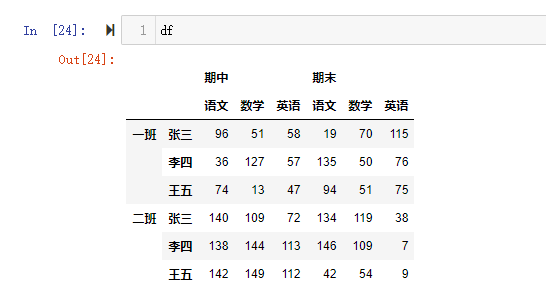 In [24]: 1 df
Out[24]:
期中 期末
语文 数学 英语 语文 数学 英语
一班 张三 96 51 58 19 70 115
李四 36 127 57 135 50 76
王五 74 13 47 94 51 75
二班 张三 140 109 72 134 119 38
李四 138 144 113 146 109 7
王五 142 149 112 42 54 9